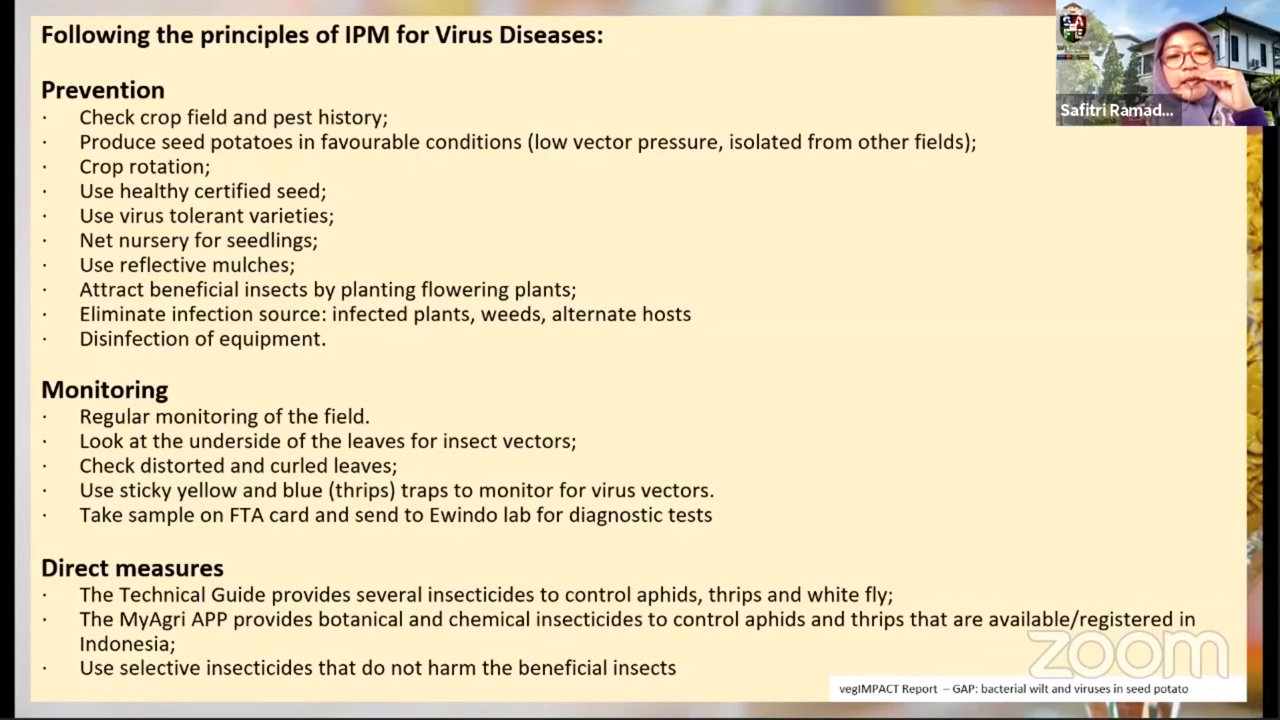 Following the principles of IPM for Virus Diseases:
Prevention
· Check crop field and pest history;
· Produce seed potatoes in favourable conditions (low vector pressure, isolated from other fields);
· Crop rotation;
· Use healthy certified seed;
· Use virus tolerant varieties;
· Net nursery for seedlings;
· Use reflective mulches;
· Attract beneficial insects by planting flowering plants;
· Eliminate infection source: infected plants, weeds, alternate hosts
· Disinfection of equipment.
Monitoring
· Regular monitoring of the field.
· Look at the underside of the leaves for insect vectors;
· Check distorted and curled leaves;
· Use sticky yellow and blue (thrips) traps to monitor for virus vectors.
· Take sample on FTA card and send to Ewindo lab for diagnostic tests
Direct measures
· The Technical Guide provides several insecticides to control aphids, thrips and white fly;
· The MyAgri APP provides botanical and chemical insecticides to control aphids and thrips that are available/registered in
Indonesia;
· Use selective insecticides that do not harm the beneficial insects
vegIMPACT Report – GAP: bacterial wilt and viruses in seed potato
Safitri Ramad...
zoom